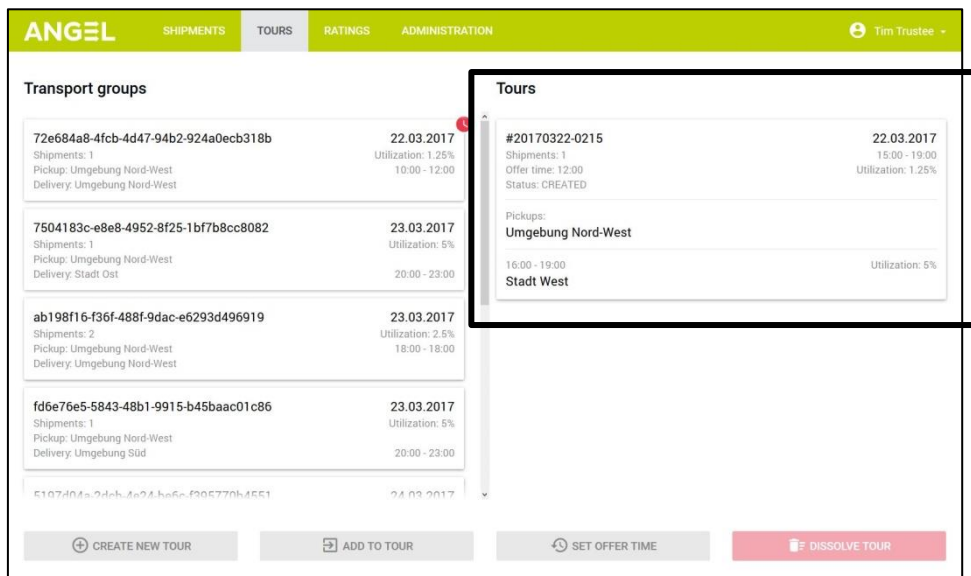 ANGEL SHIPMENTS TOURS RATINGS ADMINISTRATION Tim Trustee
Transport groups
72e684a8-4fcb-4d47-94b2-924a0ecb318b 22.03.2017
Shipments: 1 Utilization: 1.25%
Pickup: Umgebung Nord-West 10:00 - 12:00
Delivery: Umgebung Nord-West
7504183c-e8e8-4952-8f25-1bf7b8cc8082 23.03.2017
Shipments: 1 Utilization: 5%
Pickup: Umgebung Nord-West
Delivery: Stadt Ost 20:00 - 23:00
ab198f16-f36f-488f-9dac-e6293d496919 23.03.2017
Shipments: 2 Utilization: 2.5%
Pickup: Umgebung Nord-West 18:00 - 18:00
Delivery: Umgebung Nord-West
fd6e76e5-5843-48b1-9915-b45baac01c86 23.03.2017
Shipments: 1 Utilization: 5%
Pickup: Umgebung Nord-West
Delivery: Umgebung Süd 20:00 - 23:00
5197d04a-2dcb-4e24-be6c-f395770b4551 24.03.2017
Tours
#20170322-0215 22.03.2017
Shipments: 1 15:00 - 19:00
Offer time: 12:00 Utilization: 1.25%
Status: CREATED
Pickups:
Umgebung Nord-West
16:00 - 19:00 Utilization: 5%
Stadt West
CREATE NEW TOUR ADD TO TOUR SET OFFER TIME DISSOLVE TOUR